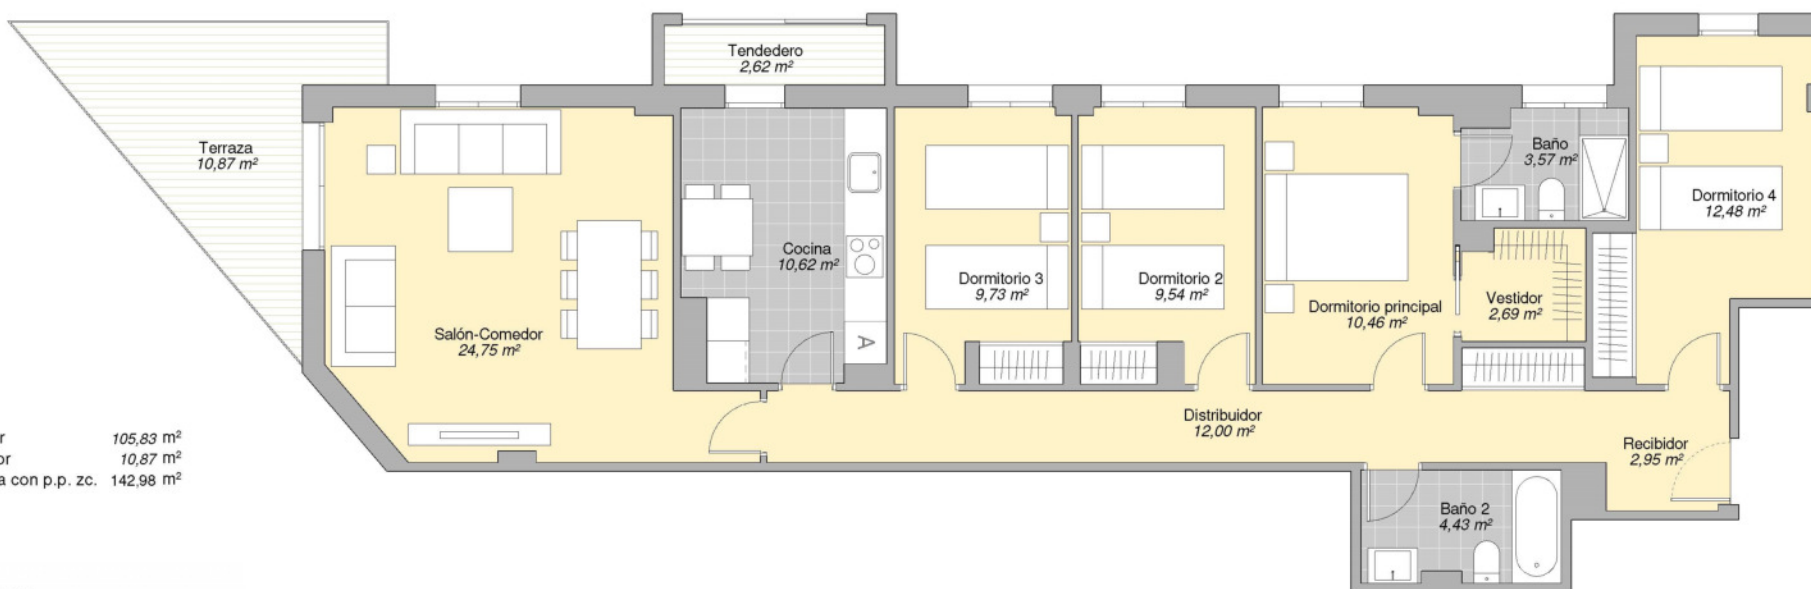 Tendedero
2,62 m²
Terraza
10,87 m²
Baño
3,57 m²
Dormitorio 4
12,48 m²
Cocina
10,62 m²
Dormitorio 3
9,73 m²
Dormitorio 2
9,54 m²
Dormitorio principal
10,46 m²
Vestidor
2,69 m²
Salón-Comedor
24,75 m²
A
Distribuidor
12,00 m²
Recibidor
2,95 m²
r 105,83 m²
or 10,87 m²
a con p.p. zc. 142,98 m²
Baño 2
4,43 m²